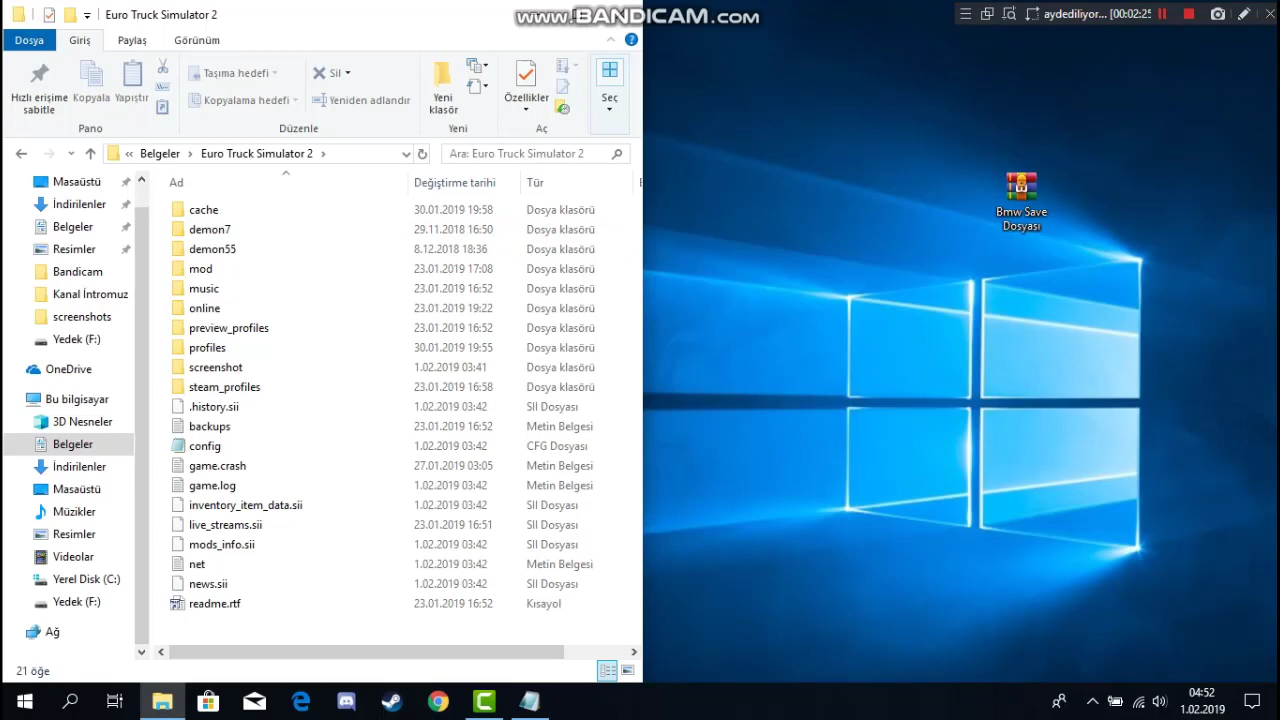 Euro Truck Simulator 2
www.BANDICAM.com
aydediliyor... [00:02:25]
Dosya
Giriş
Paylaş
Görünüm
Hızlı erişime
sabitle
Kopyala
Yapıştır
Pano
Taşıma hedefi
Kopyalama hedefi
Sil
Yeniden adlandır
Düzenle
Yeni
klasör
Yeni
Özellikler
Aç
Seç
Belgeler
Euro Truck Simulator 2
Ara: Euro Truck Simulator 2
Masaüstü
İndirilenler
Belgeler
Resimler
Bandicam
Kanal İntromuz
screenshots
Yedek (F:)
OneDrive
Bu bilgisayar
3D Nesneler
Belgeler
İndirilenler
Masaüstü
Müzikler
Resimler
Videolar
Yerel Disk (C:)
Yedek (F:)
Ağ
Ad Değiştirme tarihi Tür
cache 30.01.2019 19:58 Dosya klasörü
demon7 29.11.2018 16:50 Dosya klasörü
demon55 8.12.2018 18:36 Dosya klasörü
mod 23.01.2019 17:08 Dosya klasörü
music 23.01.2019 16:52 Dosya klasörü
online 23.01.2019 19:22 Dosya klasörü
preview_profiles 23.01.2019 16:52 Dosya klasörü
profiles 30.01.2019 19:55 Dosya klasörü
screenshot 1.02.2019 03:41 Dosya klasörü
steam_profiles 23.01.2019 16:58 Dosya klasörü
.history.sii 1.02.2019 03:42 SII Dosyası
backups 23.01.2019 16:52 Metin Belgesi
config 1.02.2019 03:42 CFG Dosyası
game.crash 27.01.2019 03:05 Metin Belgesi
game.log 1.02.2019 03:42 Metin Belgesi
inventory_item_data.sii 1.02.2019 03:42 SII Dosyası
live_streams.sii 23.01.2019 16:51 SII Dosyası
mods_info.sii 1.02.2019 03:42 SII Dosyası
net 1.02.2019 03:42 Metin Belgesi
news.sii 1.02.2019 03:42 SII Dosyası
readme.rtf 23.01.2019 16:52 Kısayol
Bmw Save
Dosyası
21 öğe
04:52
1.02.2019